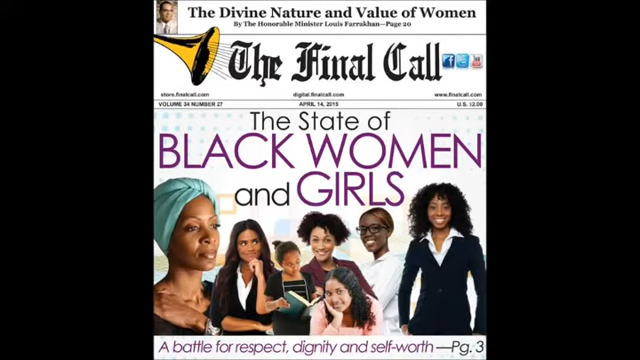 The Divine Nature and Value of Women
By The Honorable Minister Louis Farrakhan—Page 20
The Final Call
store.finalcall.com digital.finalcall.com www.finalcall.com
VOLUME 34 NUMBER 27 APRIL 14, 2015 U.S. $2.00
The State of
BLACK WOMEN
and GIRLS
A battle for respect, dignity and self-worth —Pg. 3